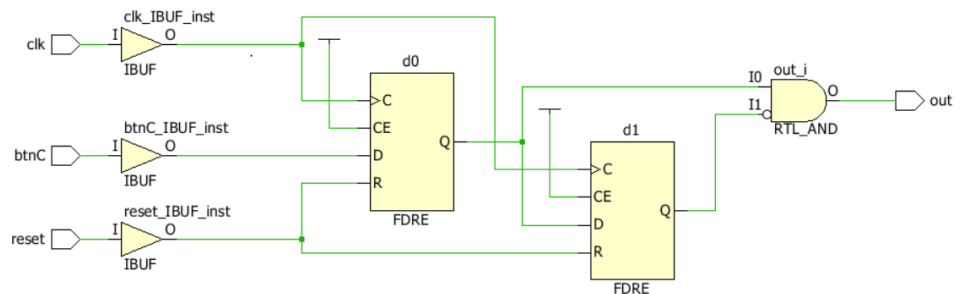 clk_IBUF_inst
clk
I
O
IBUF
d0
C
CE
D
R
Q
FDRE
btnC_IBUF_inst
btnC
I
O
IBUF
reset_IBUF_inst
reset
I
O
IBUF
d1
C
CE
D
R
Q
FDRE
out_i
I0
I1
O
RTL_AND
out